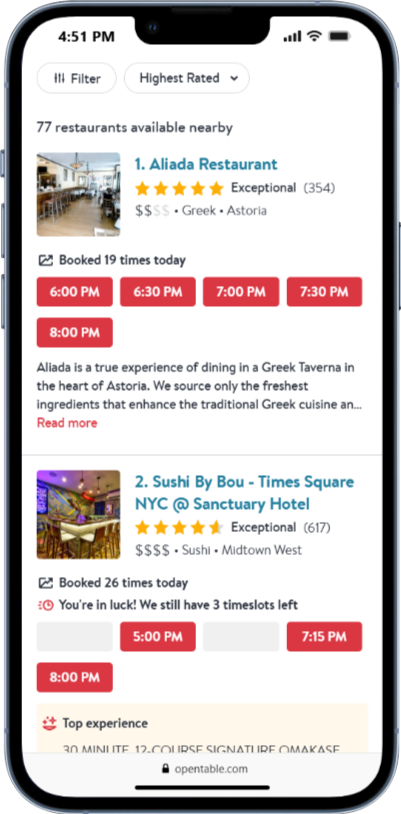 4:51 PM
Filter
Highest Rated
77 restaurants available nearby
1. Aliada Restaurant
Exceptional (354)
$$$$ • Greek • Astoria
Booked 19 times today
6:00 PM 6:30 PM 7:00 PM 7:30 PM
8:00 PM
Aliada is a true experience of dining in a Greek Taverna in
the heart of Astoria. We source only the freshest
ingredients that enhance the traditional Greek cuisine an...
Read more
2. Sushi By Bou - Times Square
NYC @ Sanctuary Hotel
Exceptional (617)
$$$$ • Sushi • Midtown West
Booked 26 times today
You're in luck! We still have 3 timeslots left
5:00 PM 7:15 PM
8:00 PM
Top experience
30 MINUTE, 12-COURSE SIGNATURE OMAKASE
opentable.com